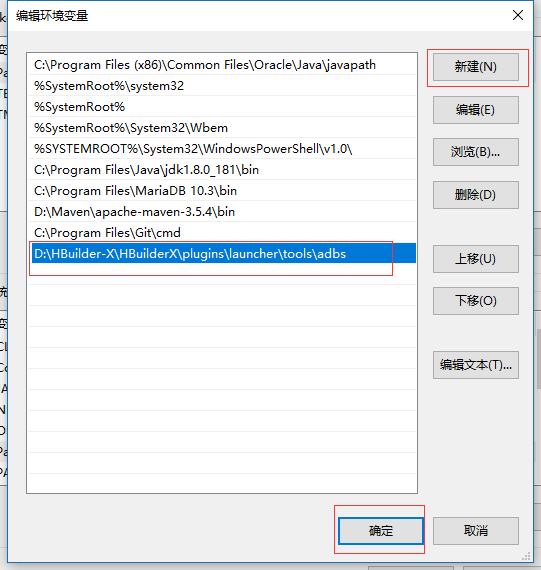 编辑环境变量
C:\Program Files (x86)\Common Files\Oracle\Java\javapath
%SystemRoot%\system32
%SystemRoot%
%SystemRoot%\System32\Wbem
%SYSTEMROOT%\System32\WindowsPowerShell\v1.0\
C:\Program Files\Java\jdk1.8.0_181\bin
C:\Program Files\MariaDB 10.3\bin
D:\Maven\apache-maven-3.5.4\bin
C:\Program Files\Git\cmd
D:\HBuilder-X\HBuilderX\plugins\launcher\tools\adbs
新建(N)
编辑(E)
浏览(B)...
删除(D)
上移(U)
下移(O)
编辑文本(T)...
确定
取消